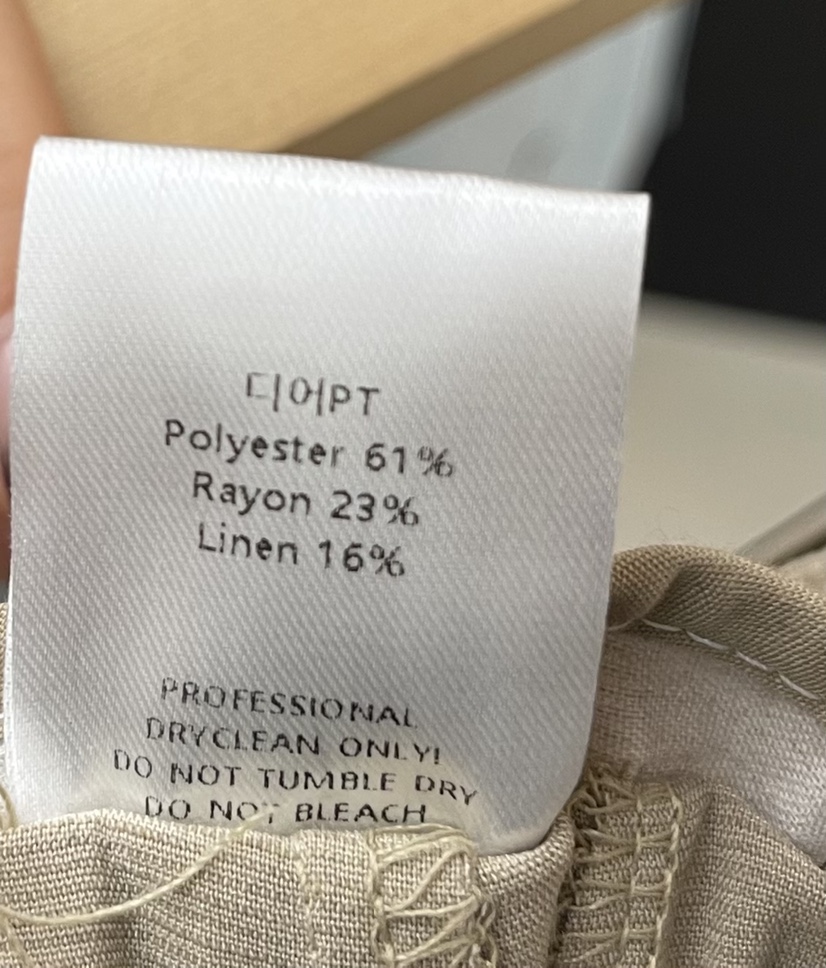 디어PT
Polyester 61%
Rayon 23%
Linen 16%
PROFESSIONAL
DRYCLEAN ONLY!
DO NOT TUMBLE DRY
DO NOT BLEACH